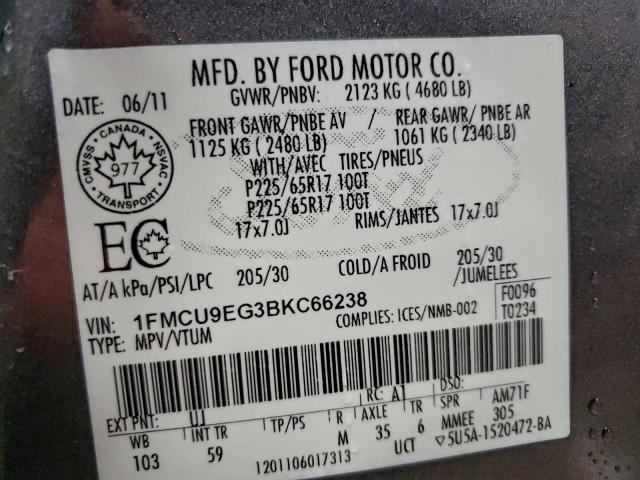 MFD. BY FORD MOTOR CO.
DATE: 06/11 GVWR/PNBV: 2123 KG ( 4680 LB)
FRONT GAWR/PNBE AV / REAR GAWR/ PNBE AR
1125 KG ( 2480 LB) 1061 KG ( 2340 LB)
WITH/AVEC TIRES/PNEUS
P225/65R17 100T
P225/65R17 100T
17x7.0J RIMS/JANTES 17x7.0J
CMVSS • CANADA • NSVAC
977
TRANSPORT
EC
AT/A kPa/PSI/LPC 205/30 COLD/A FROID 205/30
/JUMELEES
VIN: 1FMCU9EG3BKC66238 COMPLIES: ICES/NMB-002 F0096
TYPE: MPV/VTUM T0234
EXT PNT: UJ RC: A1 DSO:
WB INT TR TP/PS R AXLE TR SPR AM71F
103 59 M 35 6 MMEE 305
1201106017313 UCT ▽5U5A-1520472-BA